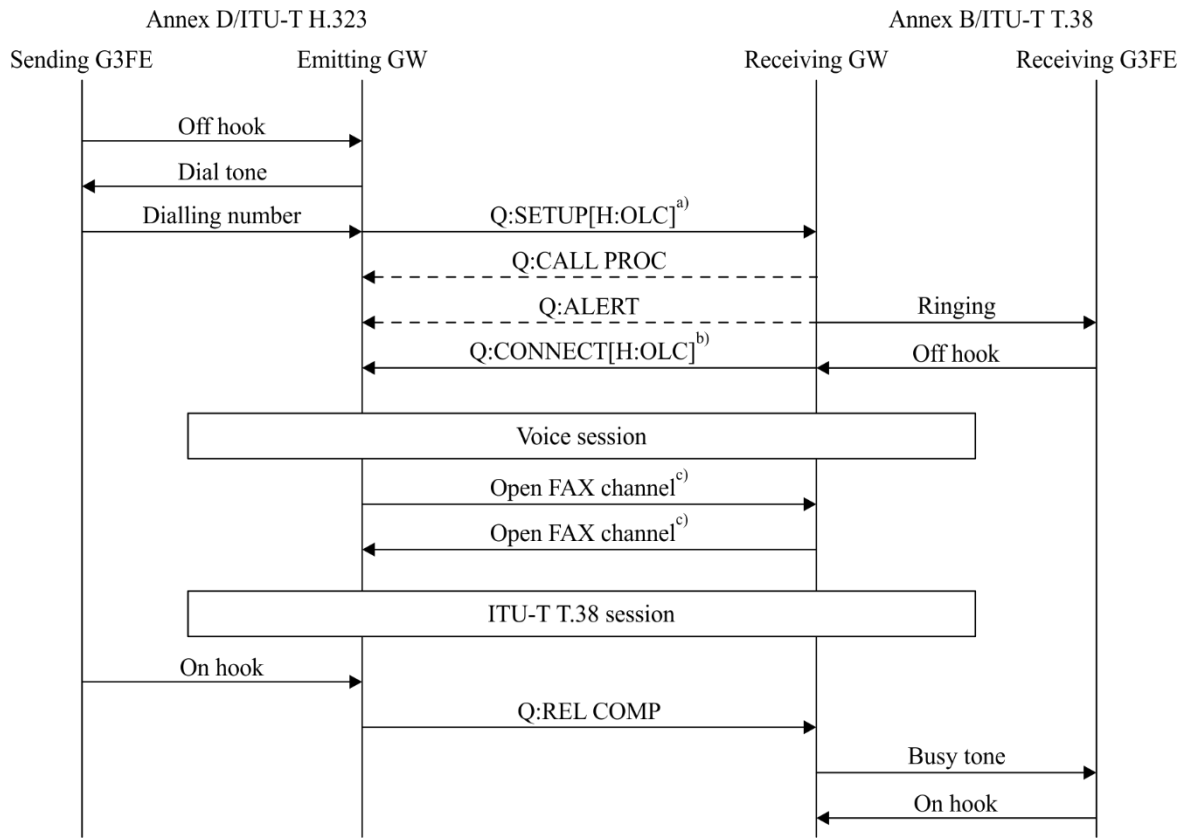 Annex D/ITU-T H.323 Annex B/ITU-T T.38
Sending G3FE Emitting GW Receiving GW Receiving G3FE
Off hook
Dial tone
Dialling number Q:SETUP[H:OLC]a)
Q:CALL PROC
Q:ALERT Ringing
Q:CONNECT[H:OLC]b) Off hook
Voice session
Open FAX channelc)
Open FAX channelc)
ITU-T T.38 session
On hook
Q:REL COMP
Busy tone
On hook